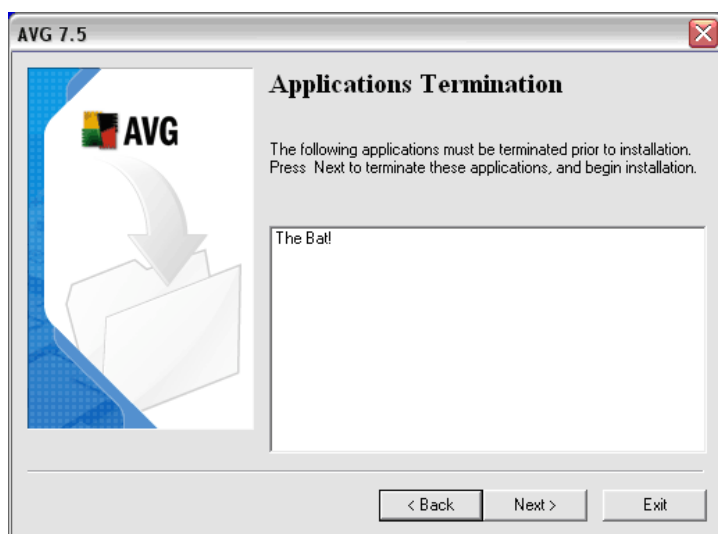 AVG 7.5
AVG
Applications Termination
The following applications must be terminated prior to installation.
Press Next to terminate these applications, and begin installation.
The Bat!
< Back
Next >
Exit